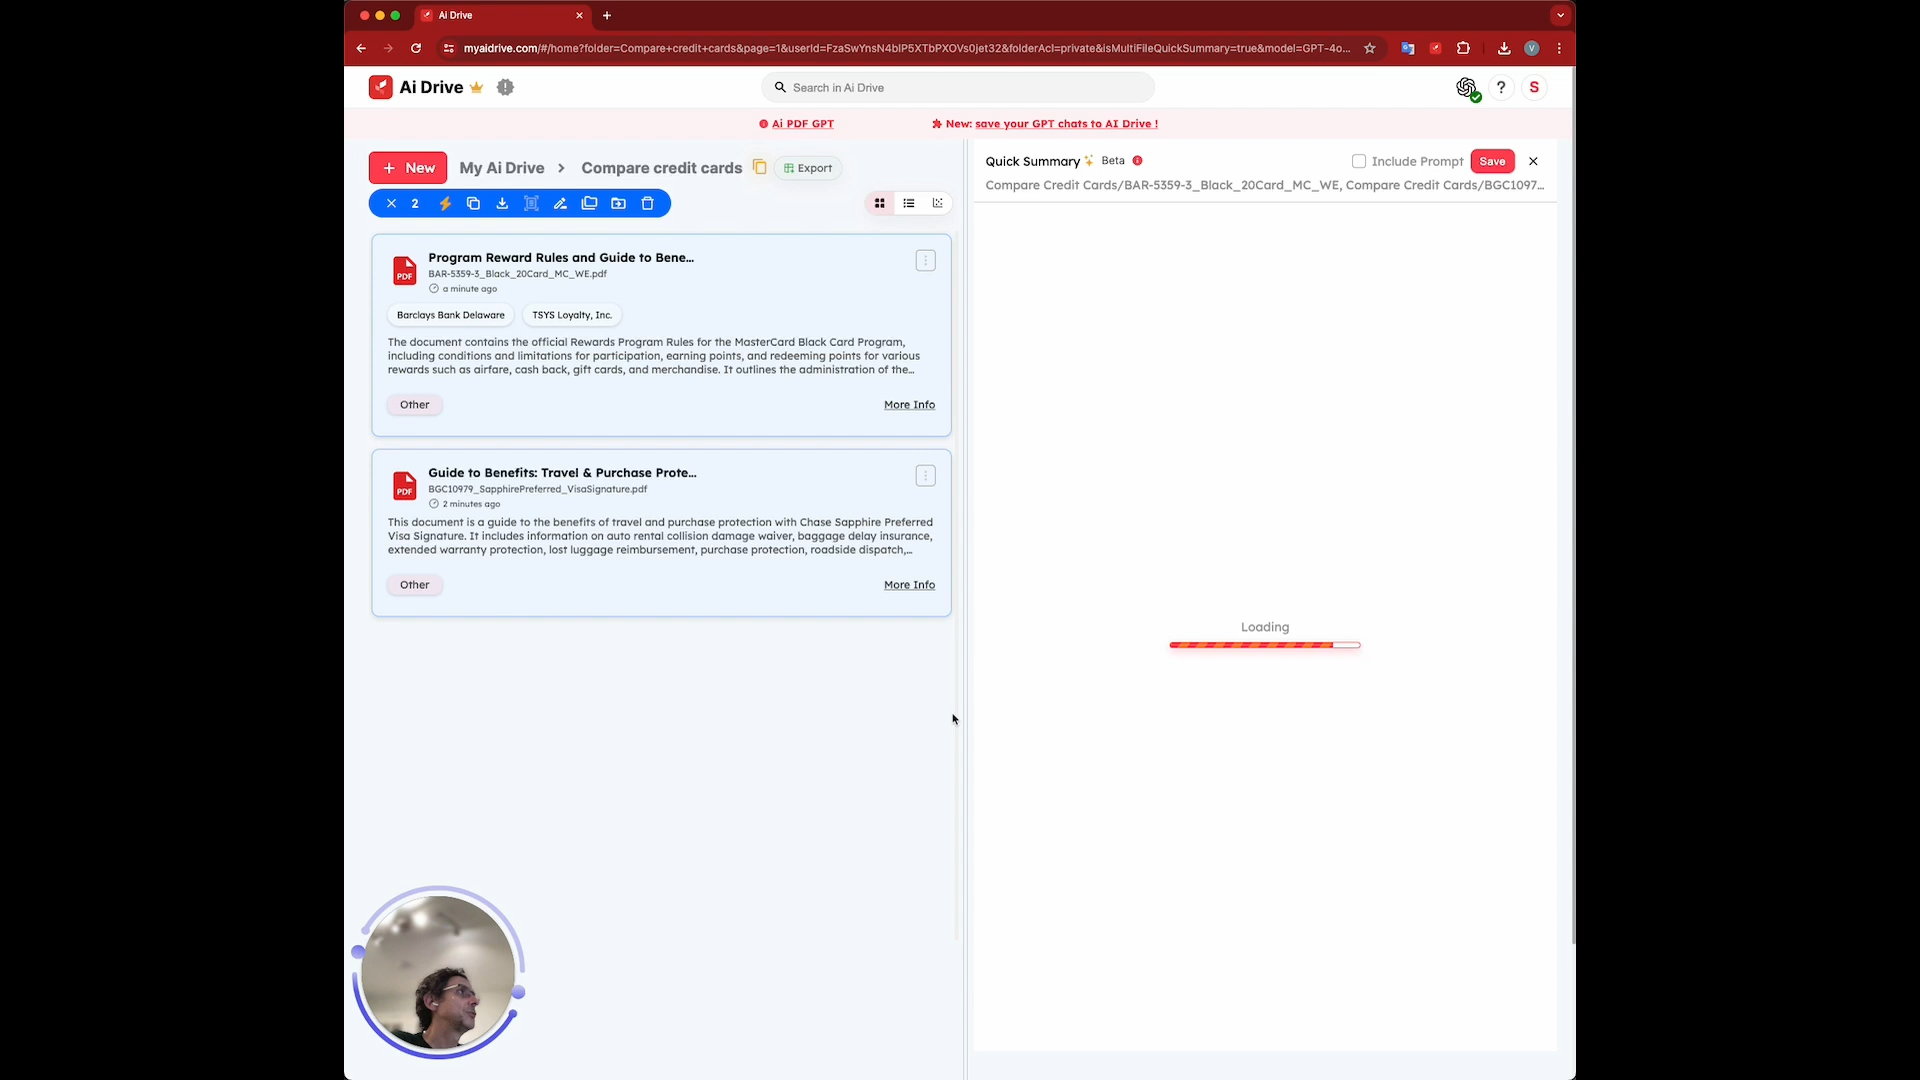 Ai Drive
myaidrive.com/#/home?folder=Compare+credit+cards&page=1&userId=FzaSwYnsN4blP5XTbPXOVs0jet32&folderAcl=private&isMultiFileQuickSummary=true&model=GPT-4o...
V
Ai Drive
Search in Ai Drive
?
S
Ai PDF GPT
New: save your GPT chats to AI Drive !
+ New
My Ai Drive > Compare credit cards
Export
2
Program Reward Rules and Guide to Bene...
BAR-5359-3_Black_20Card_MC_WE.pdf
a minute ago
PDF
Barclays Bank Delaware
TSYS Loyalty, Inc.
The document contains the official Rewards Program Rules for the MasterCard Black Card Program,
including conditions and limitations for participation, earning points, and redeeming points for various
rewards such as airfare, cash back, gift cards, and merchandise. It outlines the administration of the...
Other
More Info
Guide to Benefits: Travel & Purchase Prote...
BGC10979_SapphirePreferred_VisaSignature.pdf
2 minutes ago
PDF
This document is a guide to the benefits of travel and purchase protection with Chase Sapphire Preferred
Visa Signature. It includes information on auto rental collision damage waiver, baggage delay insurance,
extended warranty protection, lost luggage reimbursement, purchase protection, roadside dispatch,...
Other
More Info
Quick Summary Beta
Include Prompt
Save
Compare Credit Cards/BAR-5359-3_Black_20Card_MC_WE, Compare Credit Cards/BGC1097...
Loading